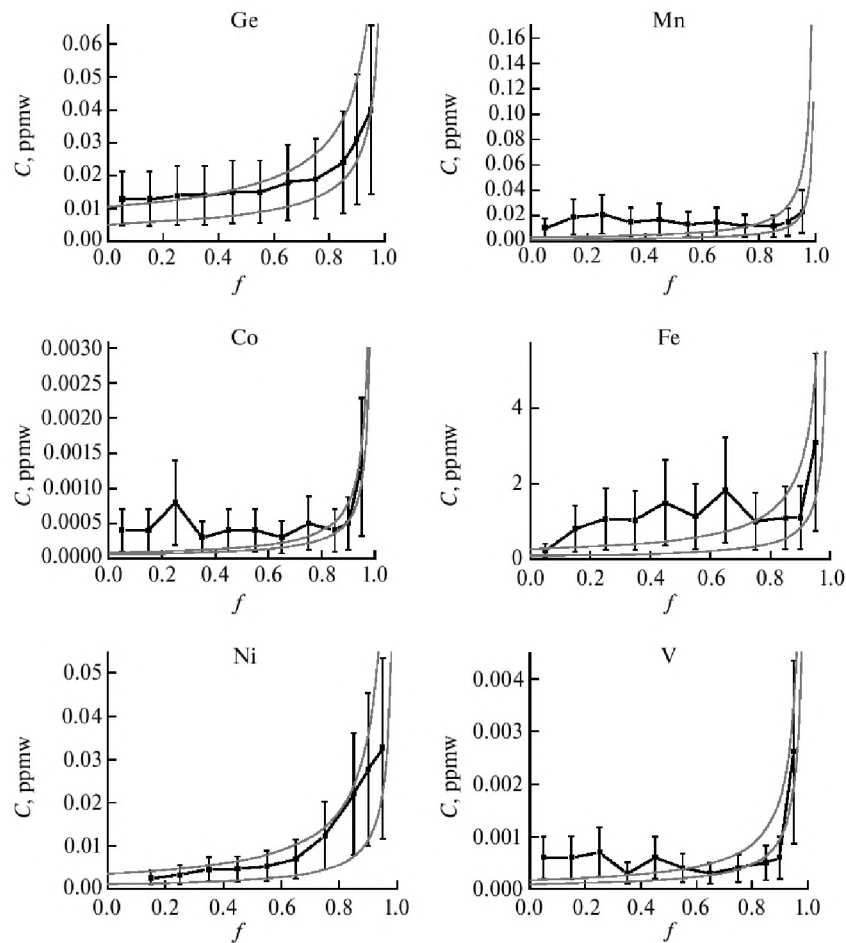 Ge
C, ppmw
0.06
0.05
0.04
0.03
0.02
0.01
0.00
0.0 0.2 0.4 0.6 0.8 1.0
f
Mn
C, ppmw
0.16
0.14
0.12
0.10
0.08
0.06
0.04
0.02
0.00
0.0 0.2 0.4 0.6 0.8 1.0
f
Co
C, ppmw
0.0030
0.0025
0.0020
0.0015
0.0010
0.0005
0.0000
0.0 0.2 0.4 0.6 0.8 1.0
f
Fe
C, ppmw
4
2
0
0.0 0.2 0.4 0.6 0.8 1.0
f
Ni
C, ppmw
0.05
0.04
0.03
0.02
0.01
0.00
0.0 0.2 0.4 0.6 0.8 1.0
f
V
C, ppmw
0.004
0.003
0.002
0.001
0.000
0.0 0.2 0.4 0.6 0.8 1.0
f